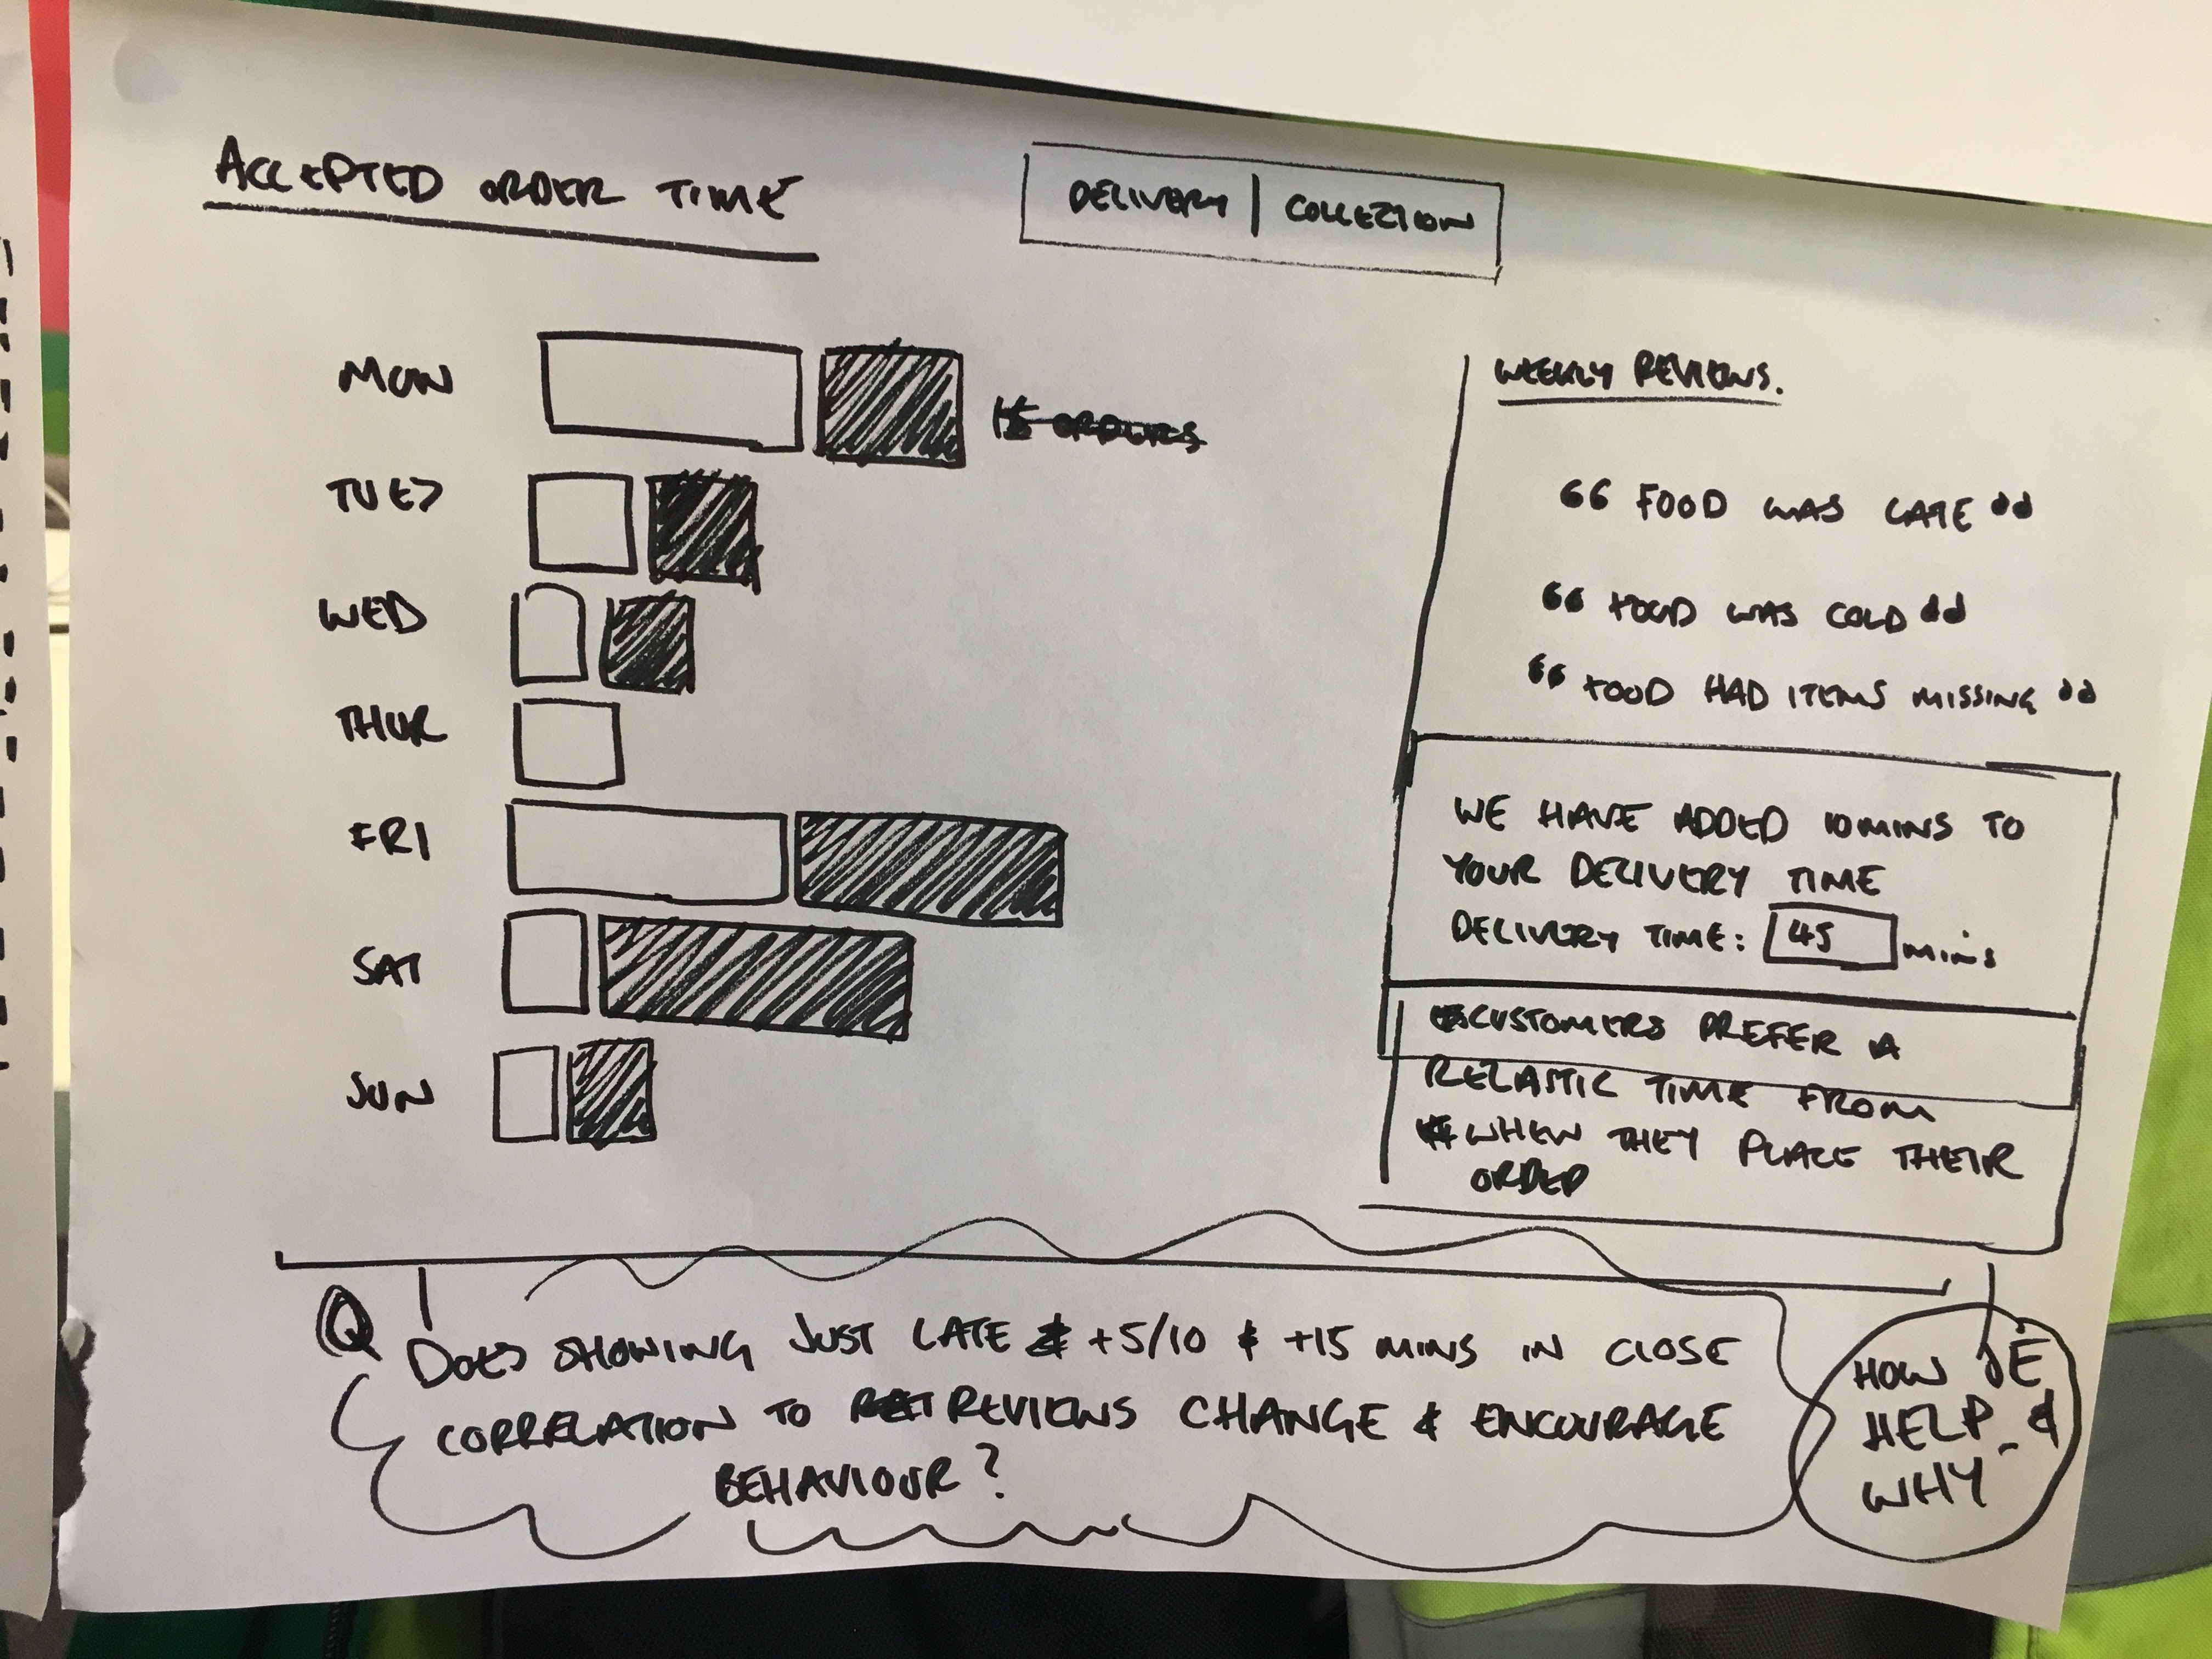 ACCEPTED ORDER TIME
DELIVERY | COLLECTION
MON
15 ORDERS
TUES
WED
THUR
FRI
SAT
SUN
WEEKLY REVIEWS.
"FOOD WAS LATE"
"FOOD WAS COLD"
"FOOD HAD ITEMS MISSING"
WE HAVE ADDED 10MINS TO
YOUR DELIVERY TIME
DELIVERY TIME: 45 mins
CUSTOMERS PREFER A
RELASTIC TIME FROM
WHEN THEY PLACE THEIR
ORDER
Q DOES SHOWING JUST LATE & +5/10 & +15 MINS IN CLOSE
CORRELATION TO REVIEWS CHANGE & ENCOURAGE
BEHAVIOUR?
HOW
HELP &
WHY